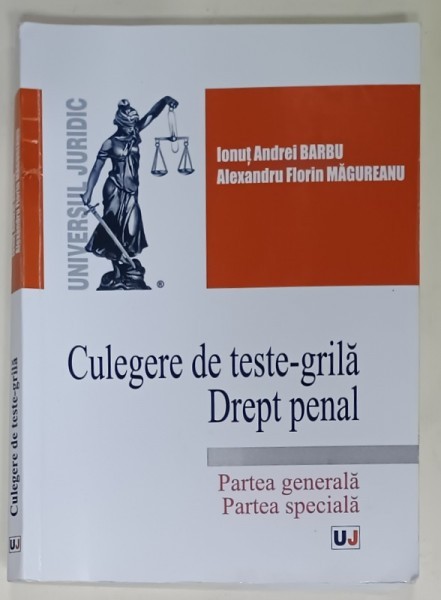 UNIVERSUL JURIDIC
®
Ionuț Andrei BARBU
Alexandru Florin MĂGUREANU
Culegere de teste-grilă
Drept penal
Partea generală
Partea specială
UJ
Culegere de teste-grilă
UJ